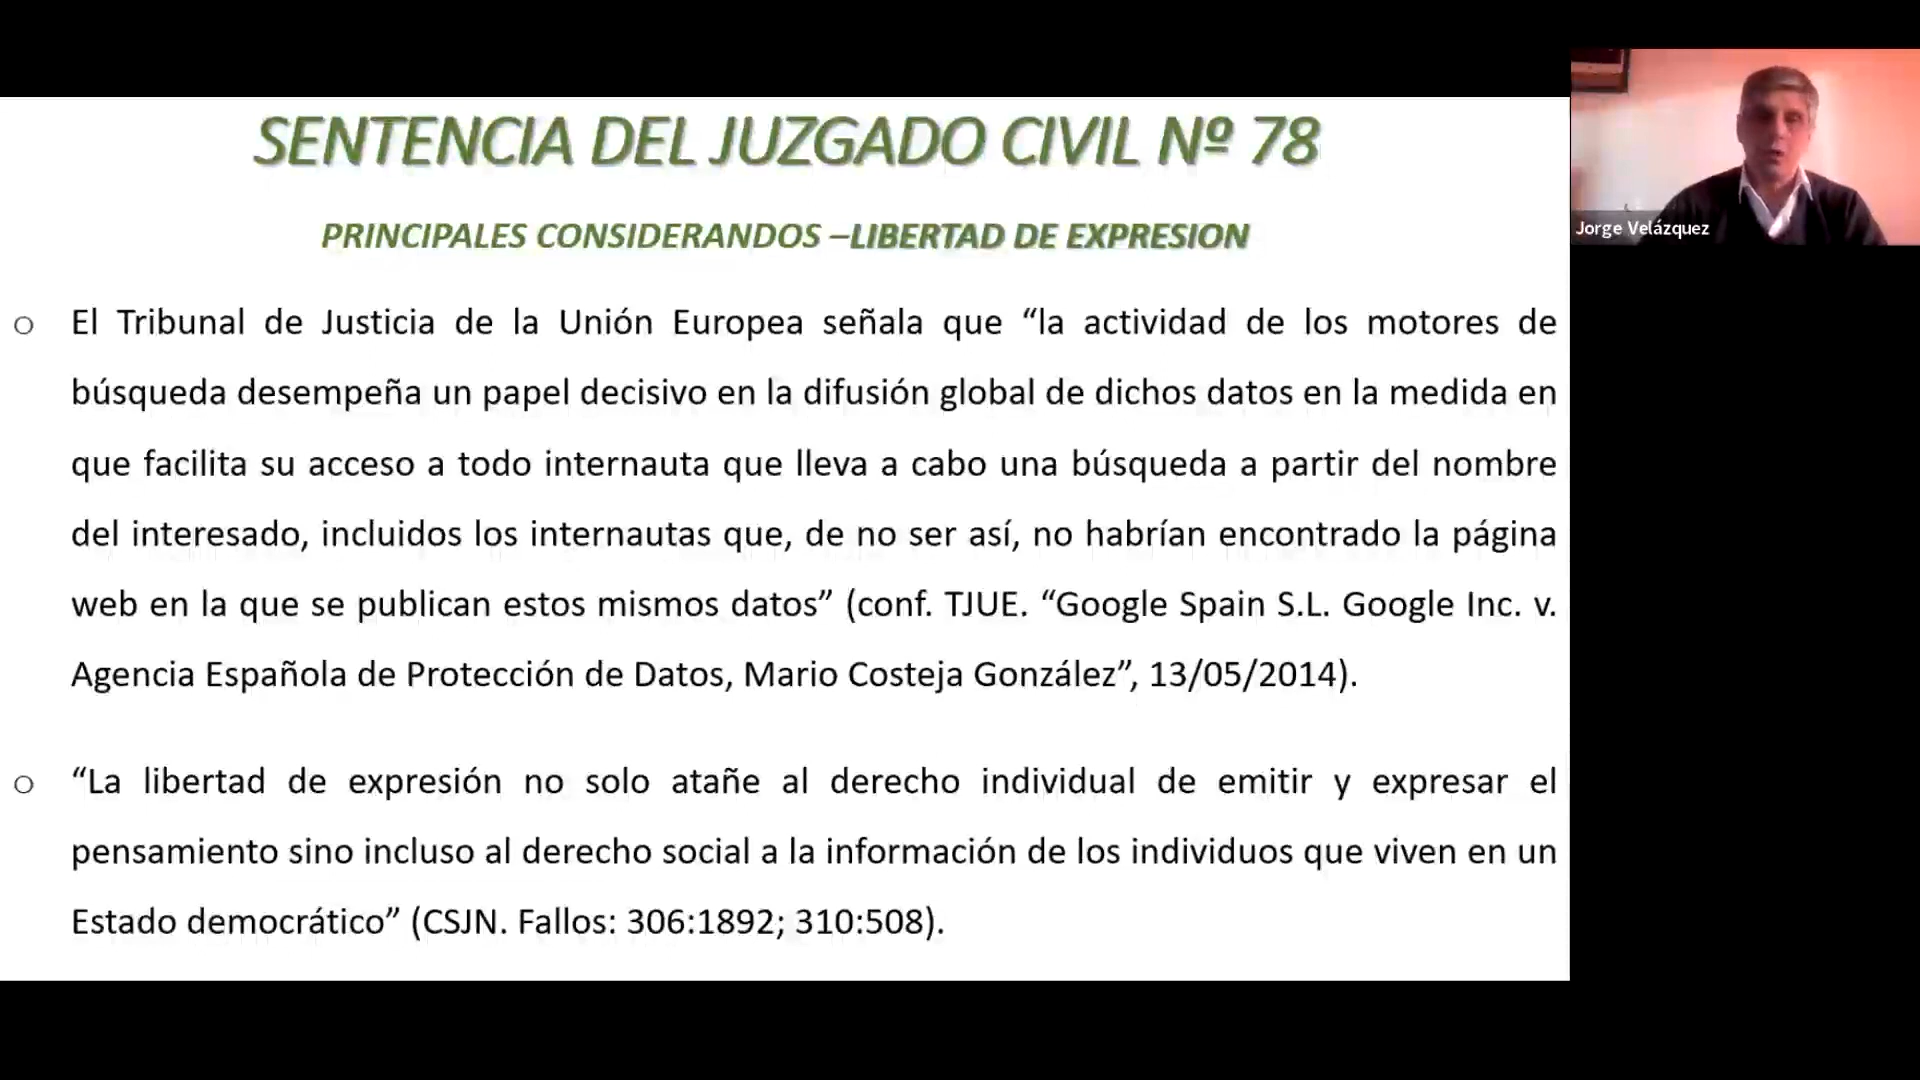 SENTENCIA DEL JUZGADO CIVIL Nº 78
PRINCIPALES CONSIDERANDOS –LIBERTAD DE EXPRESION
o El Tribunal de Justicia de la Unión Europea señala que “la actividad de los motores de
búsqueda desempeña un papel decisivo en la difusión global de dichos datos en la medida en
que facilita su acceso a todo internauta que lleva a cabo una búsqueda a partir del nombre
del interesado, incluidos los internautas que, de no ser así, no habrían encontrado la página
web en la que se publican estos mismos datos” (conf. TJUE. “Google Spain S.L. Google Inc. v.
Agencia Española de Protección de Datos, Mario Costeja González”, 13/05/2014).
o “La libertad de expresión no solo atañe al derecho individual de emitir y expresar el
pensamiento sino incluso al derecho social a la información de los individuos que viven en un
Estado democrático” (CSJN. Fallos: 306:1892; 310:508).
Jorge Velázquez